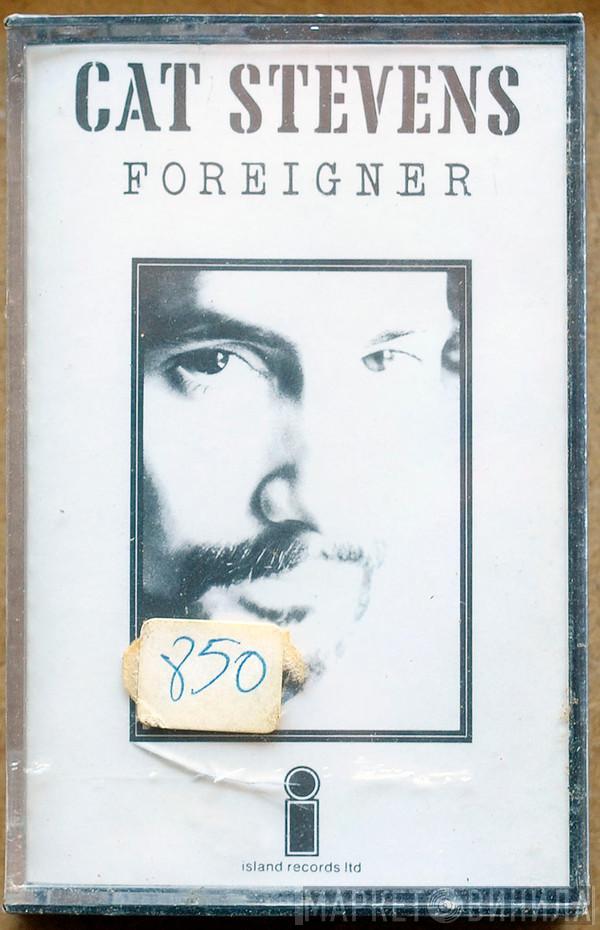 CAT STEVENS
FOREIGNER
850
island records ltd
МАРКЕТ ВИНИЛА